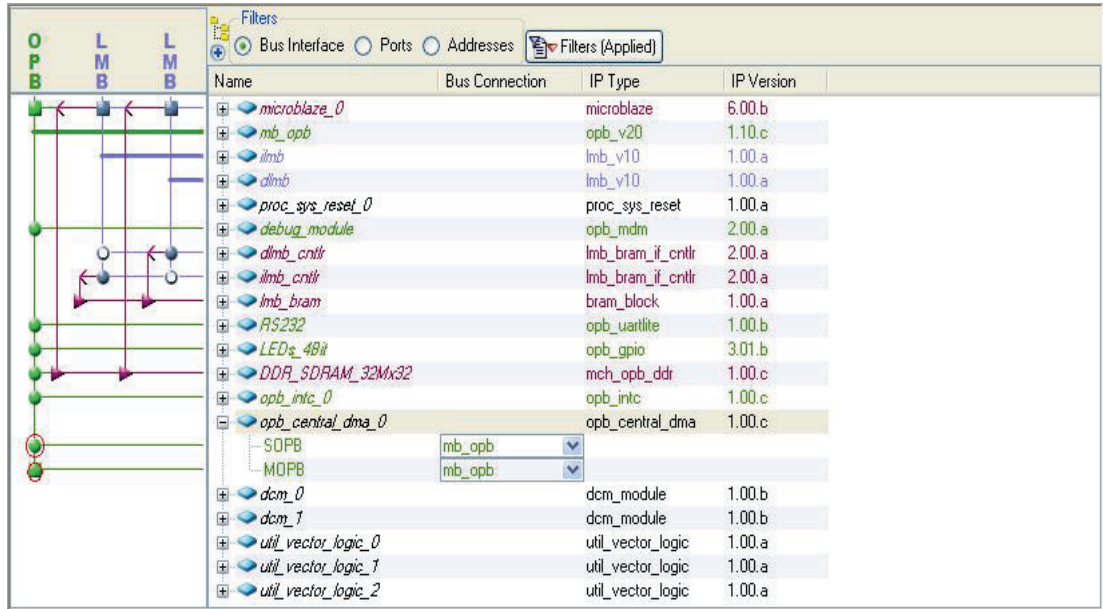 OPB LMB LMB
Filters
Bus Interface Ports Addresses Filters (Applied)
Name Bus Connection IP Type IP Version
microblaze_0 microblaze 6.00.b
mb_opb opb_v20 1.10.c
ilmb lmb_v10 1.00.a
dlmb lmb_v10 1.00.a
proc_sys_reset_0 proc_sys_reset 1.00.a
debug_module opb_mdm 2.00.a
dlmb_cntlr lmb_bram_if_cntlr 2.00.a
ilmb_cntlr lmb_bram_if_cntlr 2.00.a
lmb_bram bram_block 1.00.a
RS232 opb_uartlite 1.00.b
LEDs_4Bit opb_gpio 3.01.b
DDR_SDRAM_32Mx32 mch_opb_ddr 1.00.c
opb_intc_0 opb_intc 1.00.c
opb_central_dma_0 opb_central_dma 1.00.c
SOPB mb_opb
MOPB mb_opb
dcm_0 dcm_module 1.00.b
dcm_1 dcm_module 1.00.b
util_vector_logic_0 util_vector_logic 1.00.a
util_vector_logic_1 util_vector_logic 1.00.a
util_vector_logic_2 util_vector_logic 1.00.a